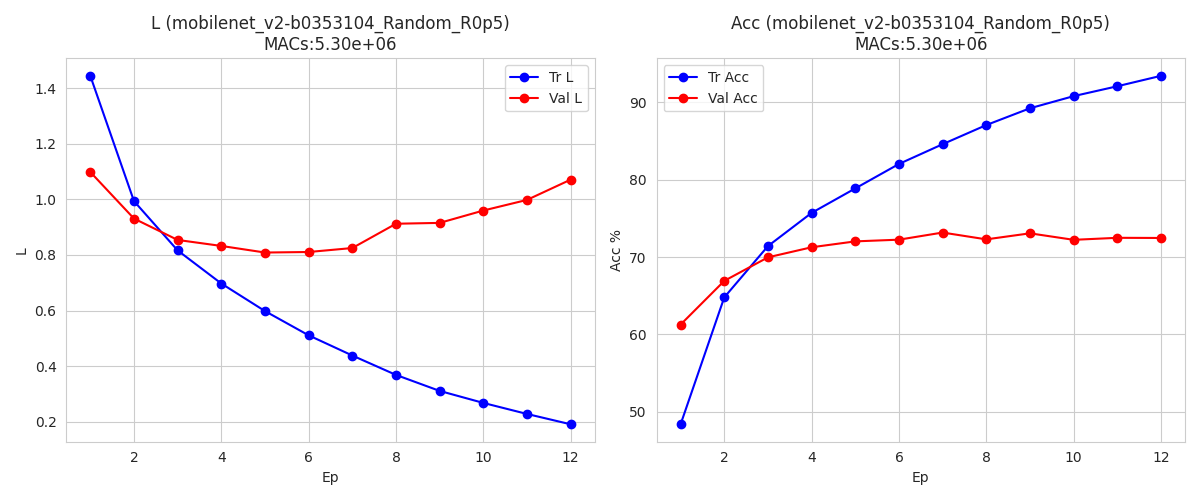 L (mobilenet_v2-b0353104_Random_R0p5)
MACs:5.30e+06
Tr L
Val L
1.4
1.2
1.0
0.8
0.6
0.4
0.2
L
2 4 6 8 10 12
Ep
Acc (mobilenet_v2-b0353104_Random_R0p5)
MACs:5.30e+06
Tr Acc
Val Acc
90
80
70
60
50
Acc %
2 4 6 8 10 12
Ep